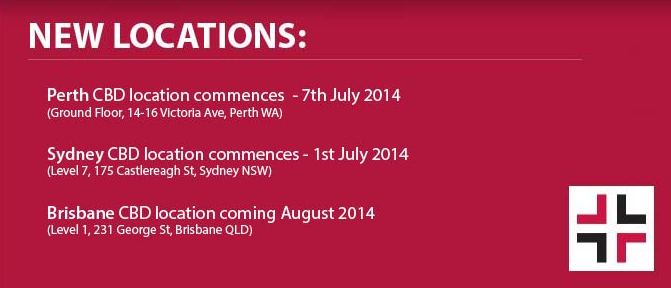 NEW LOCATIONS:
Perth CBD location commences - 7th July 2014
(Ground Floor, 14-16 Victoria Ave, Perth WA)
Sydney CBD location commences - 1st July 2014
(Level 7, 175 Castlereagh St, Sydney NSW)
Brisbane CBD location coming August 2014
(Level 1, 231 George St, Brisbane QLD)